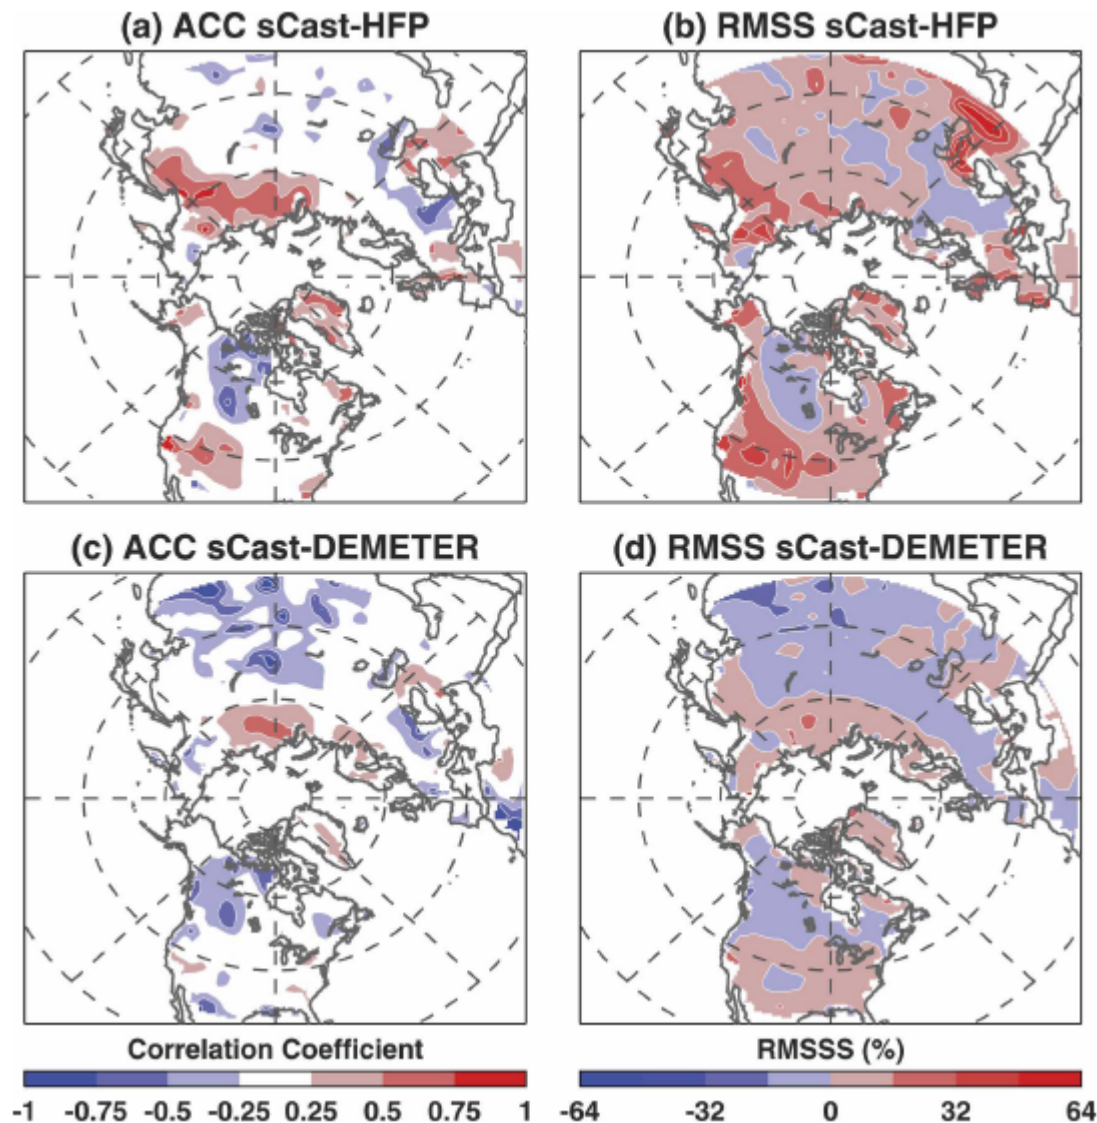 (a) ACC sCast-HFP
(b) RMSS sCast-HFP
(c) ACC sCast-DEMETER
(d) RMSS sCast-DEMETER
Correlation Coefficient
RMSSS (%)
-1 -0.75 -0.5 -0.25 0.25 0.5 0.75 1
-64 -32 0 32 64